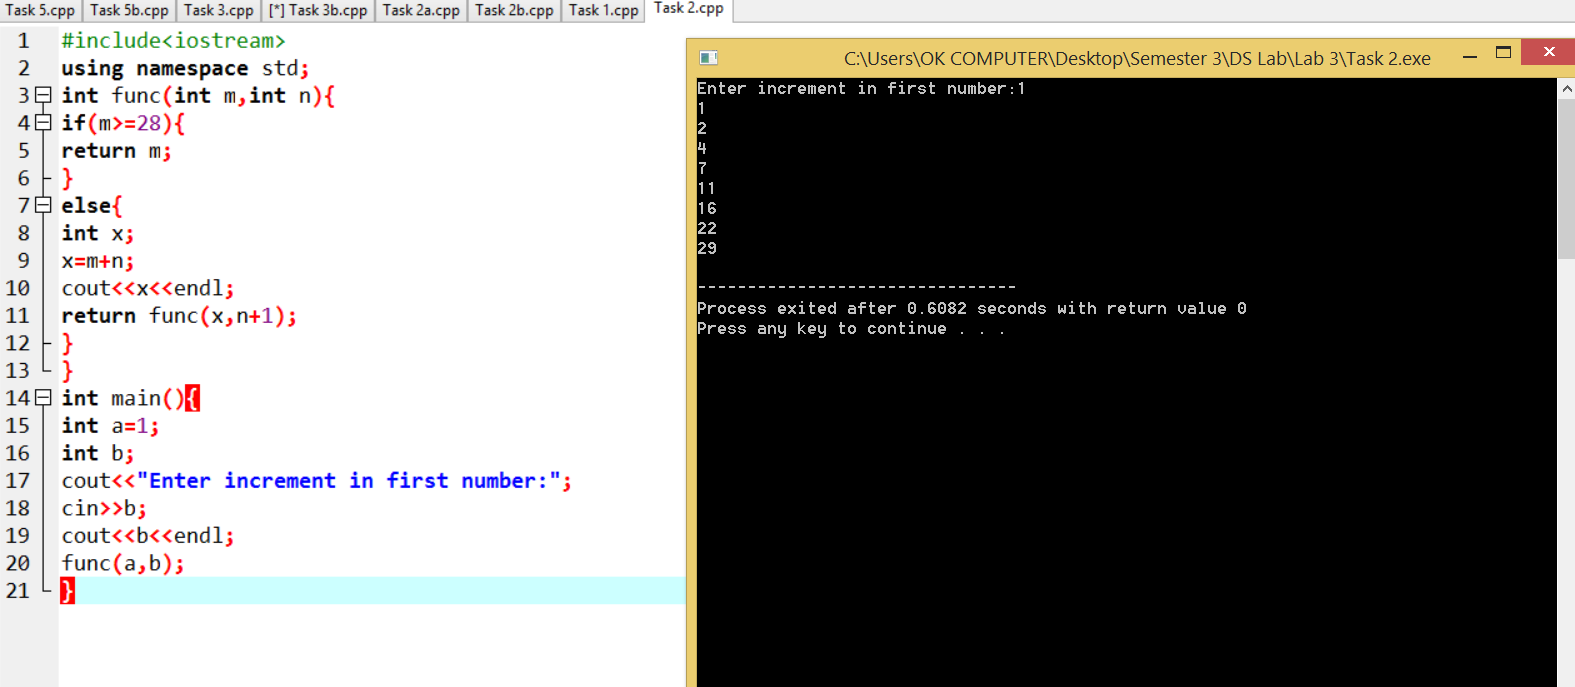 Task 5.cpp Task 5b.cpp Task 3.cpp [*] Task 3b.cpp Task 2a.cpp Task 2b.cpp Task 1.cpp Task 2.cpp
1 #include<iostream>
2 using namespace std;
3 int func(int m,int n){
4 if(m>=28){
5 return m;
6 }
7 else{
8 int x;
9 x=m+n;
10 cout<<x<<endl;
11 return func(x,n+1);
12 }
13 }
14 int main(){
15 int a=1;
16 int b;
17 cout<<"Enter increment in first number:";
18 cin>>b;
19 cout<<b<<endl;
20 func(a,b);
21 }
C:\Users\OK COMPUTER\Desktop\Semester 3\DS Lab\Lab 3\Task 2.exe
Enter increment in first number:1
1
2
4
7
11
16
22
29
--------------------------------
Process exited after 0.6082 seconds with return value 0
Press any key to continue . . .